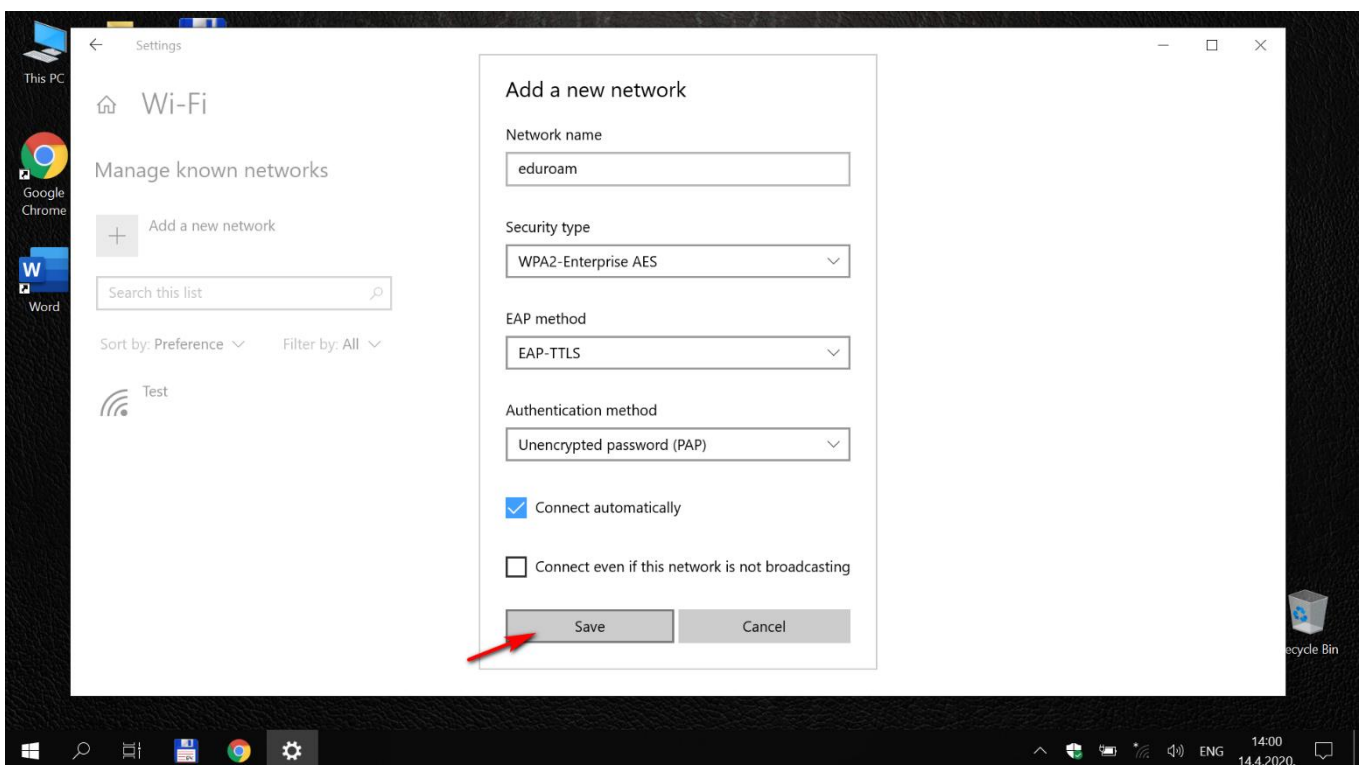 This PC
Google
Chrome
W
Word
Settings
Wi-Fi
Manage known networks
Add a new network
Search this list
Sort by: Preference Filter by: All
Test
Add a new network
Network name
eduroam
Security type
WPA2-Enterprise AES
EAP method
EAP-TTLS
Authentication method
Unencrypted password (PAP)
Connect automatically
Connect even if this network is not broadcasting
Save Cancel
ecycle Bin
ENG
14:00
14.4.2020.